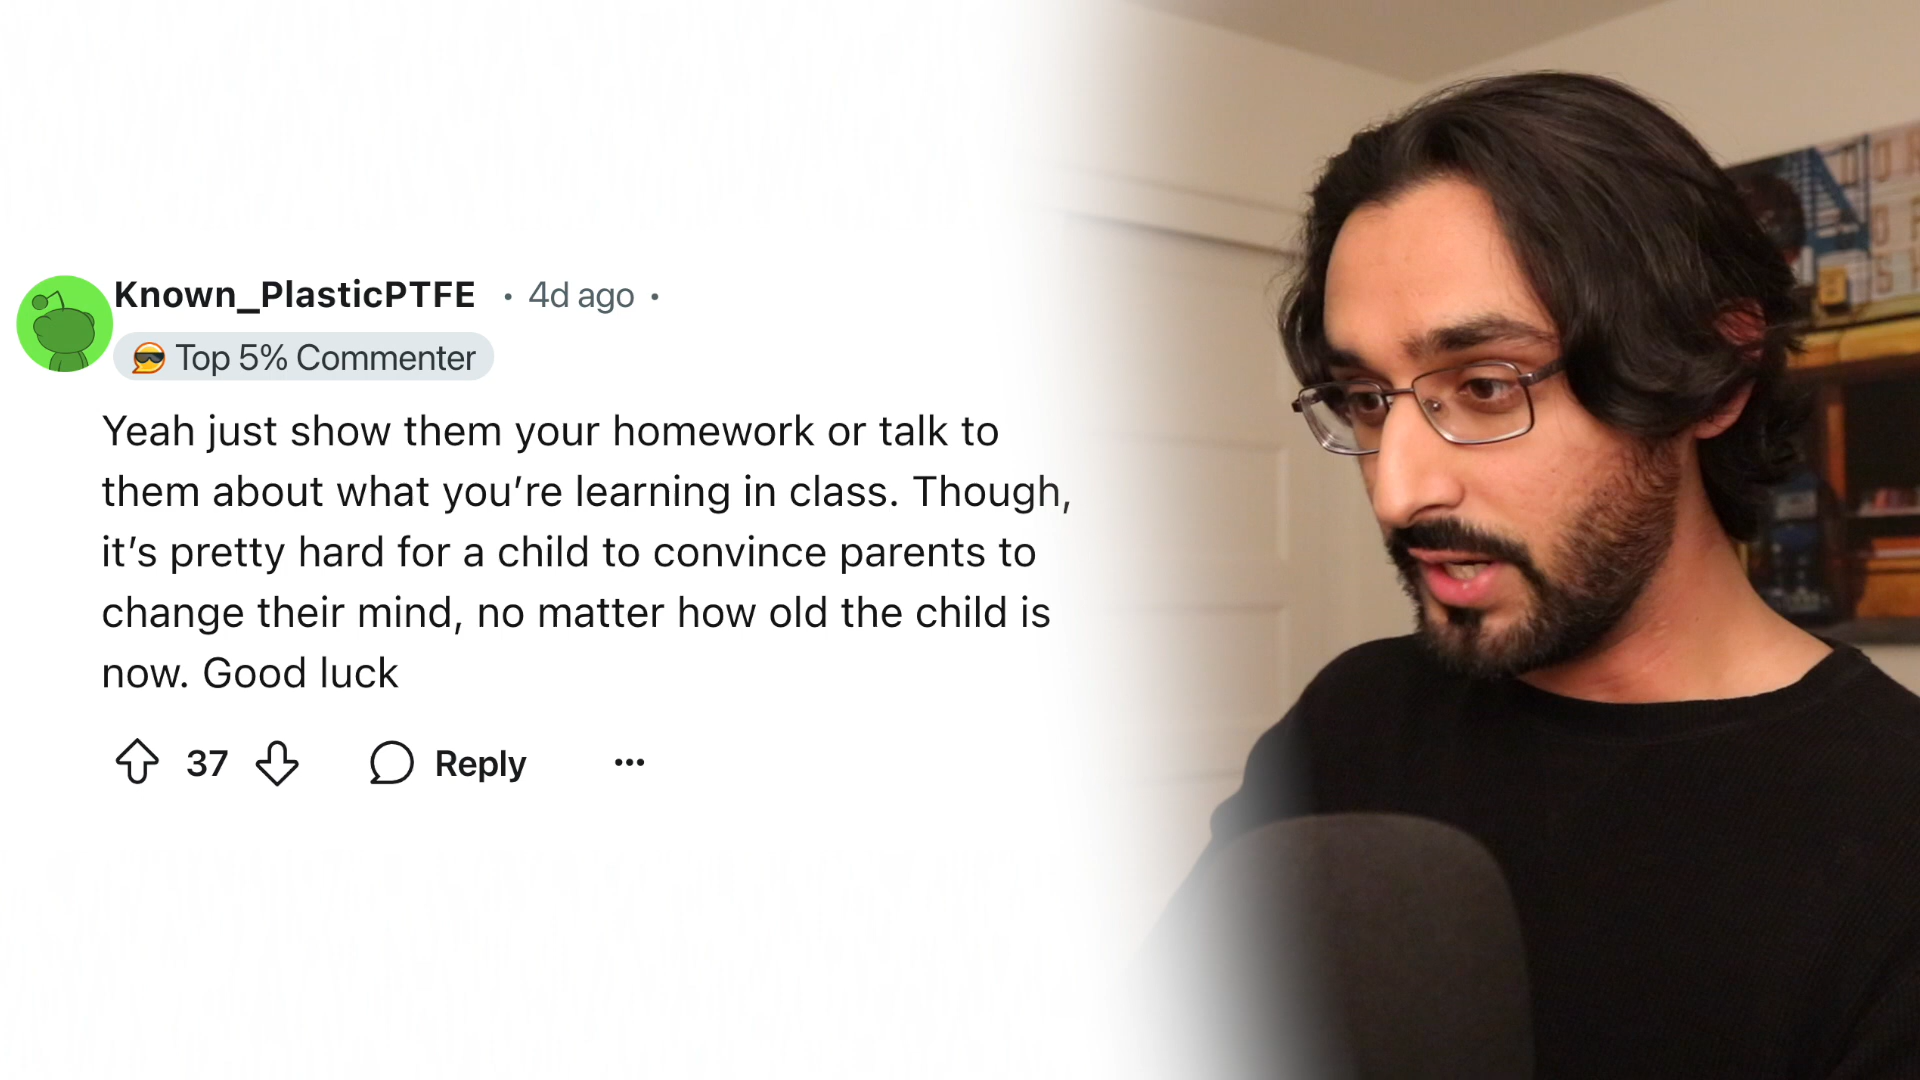 Known_PlasticPTFE • 4d ago •
Top 5% Commenter
Yeah just show them your homework or talk to
them about what you’re learning in class. Though,
it’s pretty hard for a child to convince parents to
change their mind, no matter how old the child is
now. Good luck
37 Reply ...